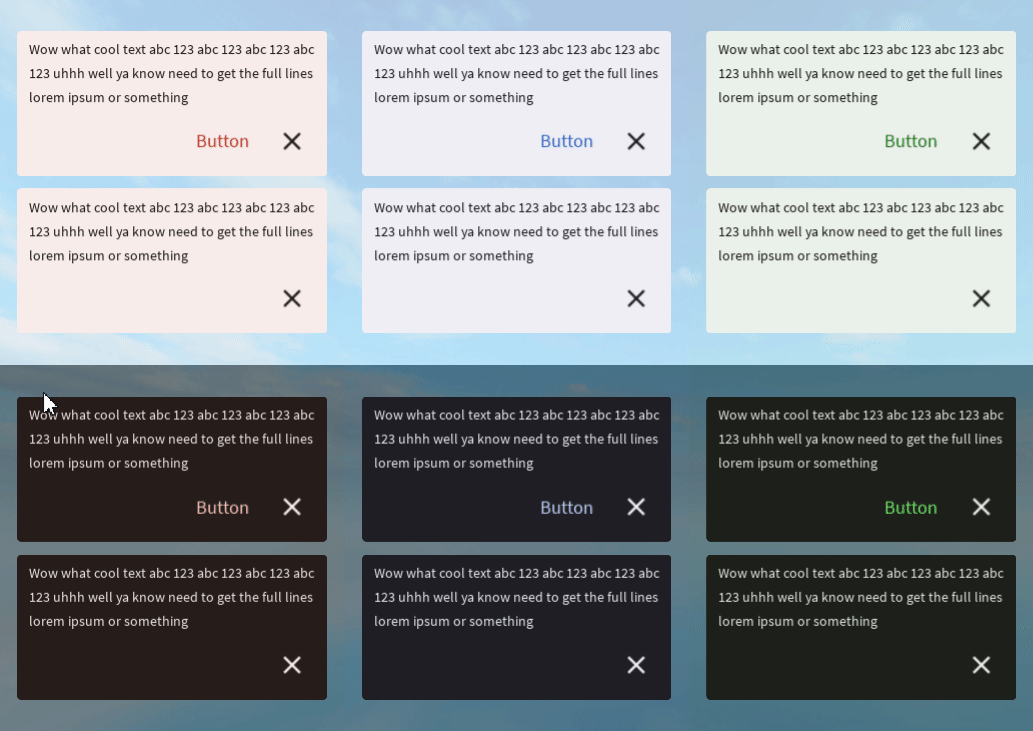 Wow what cool text abc 123 abc 123 abc 123 abc
123 uhhh well ya know need to get the full lines
lorem ipsum or something
Button
Wow what cool text abc 123 abc 123 abc 123 abc
123 uhhh well ya know need to get the full lines
lorem ipsum or something
Button
Wow what cool text abc 123 abc 123 abc 123 abc
123 uhhh well ya know need to get the full lines
lorem ipsum or something
Button
Wow what cool text abc 123 abc 123 abc 123 abc
123 uhhh well ya know need to get the full lines
lorem ipsum or something
Wow what cool text abc 123 abc 123 abc 123 abc
123 uhhh well ya know need to get the full lines
lorem ipsum or something
Wow what cool text abc 123 abc 123 abc 123 abc
123 uhhh well ya know need to get the full lines
lorem ipsum or something
Wow what cool text abc 123 abc 123 abc 123 abc
123 uhhh well ya know need to get the full lines
lorem ipsum or something
Button
Wow what cool text abc 123 abc 123 abc 123 abc
123 uhhh well ya know need to get the full lines
lorem ipsum or something
Button
Wow what cool text abc 123 abc 123 abc 123 abc
123 uhhh well ya know need to get the full lines
lorem ipsum or something
Button
Wow what cool text abc 123 abc 123 abc 123 abc
123 uhhh well ya know need to get the full lines
lorem ipsum or something
Wow what cool text abc 123 abc 123 abc 123 abc
123 uhhh well ya know need to get the full lines
lorem ipsum or something
Wow what cool text abc 123 abc 123 abc 123 abc
123 uhhh well ya know need to get the full lines
lorem ipsum or something